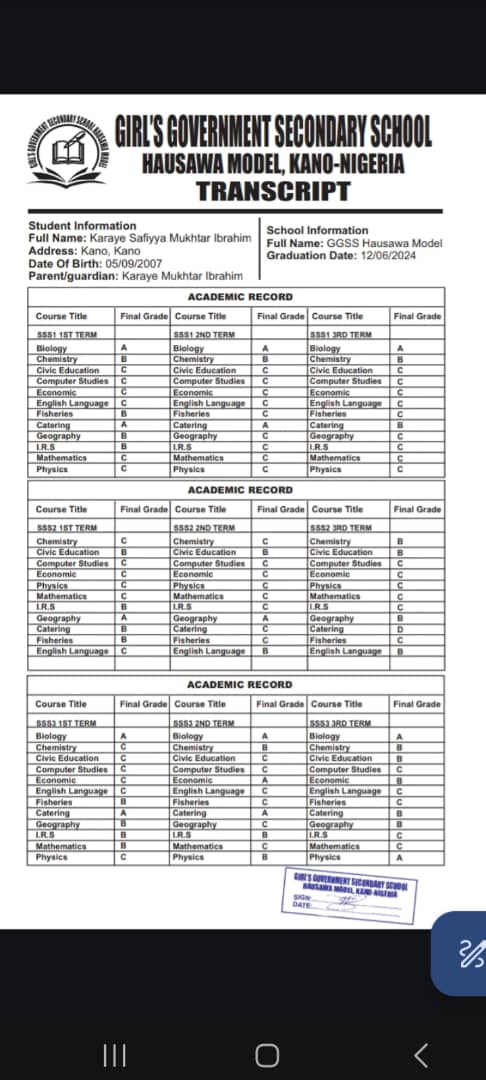 GIRL'S GOVERNMENT SECONDARY SCHOOL
GIRL'S GOVERNMENT SECONDARY SCHOOL
HAUSAWA MODEL, KANO-NIGERIA
TRANSCRIPT
Student Information
Full Name: Karaye Safiyya Mukhtar Ibrahim
Address: Kano, Kano
Date Of Birth: 05/09/2007
Parent/guardian: Karaye Mukhtar Ibrahim
School Information
Full Name: GGSS Hausawa Model
Graduation Date: 12/06/2024
ACADEMIC RECORD
Course Title Final Grade Course Title Final Grade Course Title Final Grade
SSS1 1ST TERM SSS1 2ND TERM SSS1 3RD TERM
Biology A Biology A Biology A
Chemistry B Chemistry B Chemistry B
Civic Education C Civic Education C Civic Education C
Computer Studies C Computer Studies C Computer Studies C
Economic C Economic C Economic C
English Language C English Language C English Language C
Fisheries B Fisheries C Fisheries C
Catering A Catering A Catering B
Geography B Geography C Geography C
I.R.S B I.R.S C I.R.S C
Mathematics C Mathematics C Mathematics C
Physics C Physics C Physics C
ACADEMIC RECORD
Course Title Final Grade Course Title Final Grade Course Title Final Grade
SSS2 1ST TERM SSS2 2ND TERM SSS2 3RD TERM
Chemistry C Chemistry C Chemistry B
Civic Education B Civic Education B Civic Education B
Computer Studies C Computer Studies C Computer Studies C
Economic C Economic C Economic C
Physics C Physics C Physics C
Mathematics C Mathematics C Mathematics C
I.R.S B I.R.S C I.R.S C
Geography A Geography A Geography B
Catering B Catering C Catering D
Fisheries B Fisheries C Fisheries C
English Language C English Language B English Language B
ACADEMIC RECORD
Course Title Final Grade Course Title Final Grade Course Title Final Grade
SSS3 1ST TERM SSS3 2ND TERM SSS3 3RD TERM
Biology A Biology A Biology A
Chemistry C Chemistry B Chemistry B
Civic Education C Civic Education C Civic Education B
Computer Studies C Computer Studies C Computer Studies C
Economic C Economic A Economic B
English Language C English Language C English Language C
Fisheries B Fisheries C Fisheries C
Catering A Catering A Catering B
Geography B Geography C Geography B
I.R.S B I.R.S B I.R.S C
Mathematics B Mathematics C Mathematics C
Physics C Physics B Physics A
GIRL'S GOVERNMENT SECONDARY SCHOOL
HAUSAWA MODEL, KANO-NIGERIA
SIGN:
DATE: